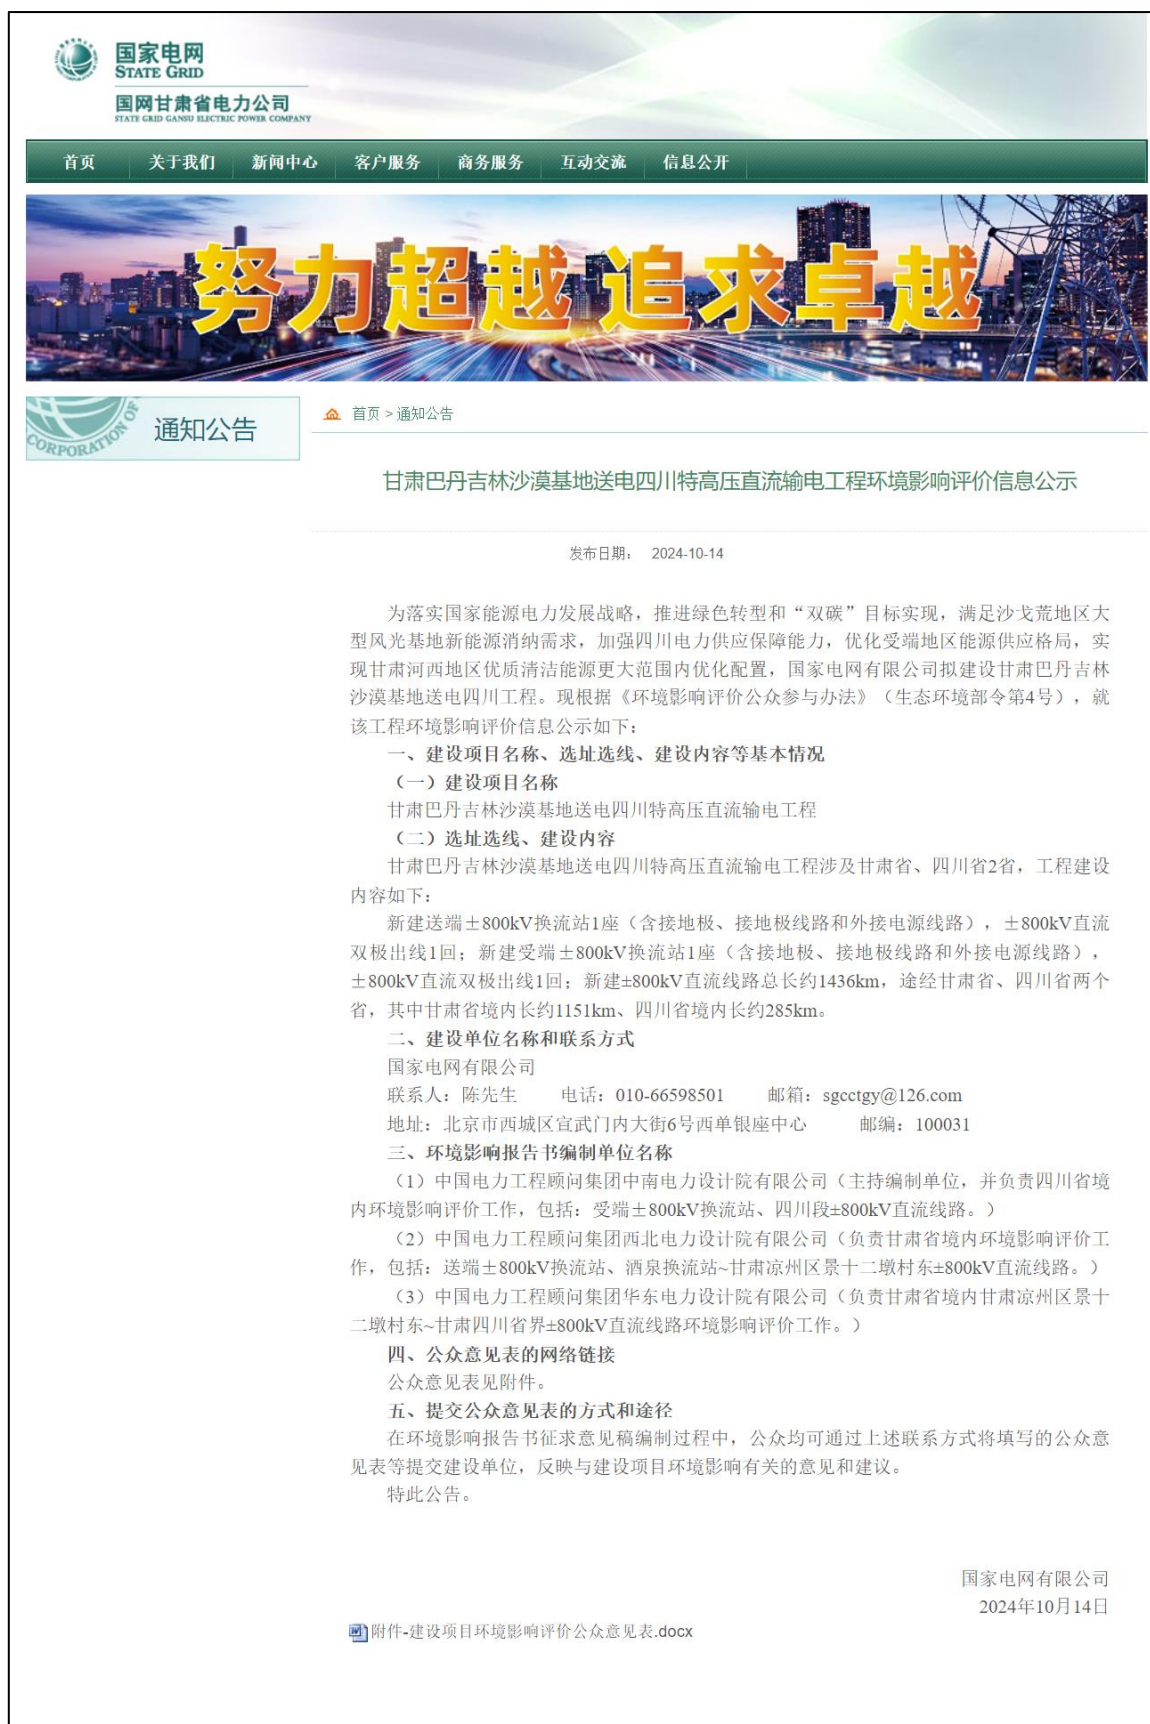 国家电网
STATE GRID
国网甘肃省电力公司
STATE GRID GANSU ELECTRIC POWER COMPANY
首页 关于我们 新闻中心 客户服务 商务服务 互动交流 信息公开
努力超越 追求卓越
CORPORATION OF
通知公告
首页 > 通知公告
甘肃巴丹吉林沙漠基地送电四川特高压直流输电工程环境影响评价信息公示
发布日期： 2024-10-14
为落实国家能源电力发展战略，推进绿色转型和“双碳”目标实现，满足沙戈荒地区大
型风光基地新能源消纳需求，加强四川电力供应保障能力，优化受端地区能源供应格局，实
现甘肃河西地区优质清洁能源更大范围内优化配置，国家电网有限公司拟建设甘肃巴丹吉林
沙漠基地送电四川工程。现根据《环境影响评价公众参与办法》（生态环境部令第4号），就
该工程环境影响评价信息公示如下：
一、建设项目名称、选址选线、建设内容等基本情况
（一）建设项目名称
甘肃巴丹吉林沙漠基地送电四川特高压直流输电工程
（二）选址选线、建设内容
甘肃巴丹吉林沙漠基地送电四川特高压直流输电工程涉及甘肃省、四川省2省，工程建设
内容如下：
新建送端±800kV换流站1座（含接地极、接地极线路和外接电源线路），±800kV直流
双极出线1回；新建受端±800kV换流站1座（含接地极、接地极线路和外接电源线路），
±800kV直流双极出线1回；新建±800kV直流线路总长约1436km，途经甘肃省、四川省两个
省，其中甘肃省境内长约1151km、四川省境内长约285km。
二、建设单位名称和联系方式
国家电网有限公司
联系人：陈先生 电话：010-66598501 邮箱：sgcctgy@126.com
地址：北京市西城区宣武门内大街6号西单银座中心 邮编：100031
三、环境影响报告书编制单位名称
（1）中国电力工程顾问集团中南电力设计院有限公司（主持编制单位，并负责四川省境
内环境影响评价工作，包括：受端±800kV换流站、四川段±800kV直流线路。）
（2）中国电力工程顾问集团西北电力设计院有限公司（负责甘肃省境内环境影响评价工
作，包括：送端±800kV换流站、酒泉换流站~甘肃凉州区景十二墩村东±800kV直流线路。）
（3）中国电力工程顾问集团华东电力设计院有限公司（负责甘肃省境内甘肃凉州区景十
二墩村东~甘肃四川省界±800kV直流线路环境影响评价工作。）
四、公众意见表的网络链接
公众意见表见附件。
五、提交公众意见表的方式和途径
在环境影响报告书征求意见稿编制过程中，公众均可通过上述联系方式将填写的公众意
见表等提交建设单位，反映与建设项目环境影响有关的意见和建议。
特此公告。
国家电网有限公司
2024年10月14日
附件-建设项目环境影响评价公众意见表.docx